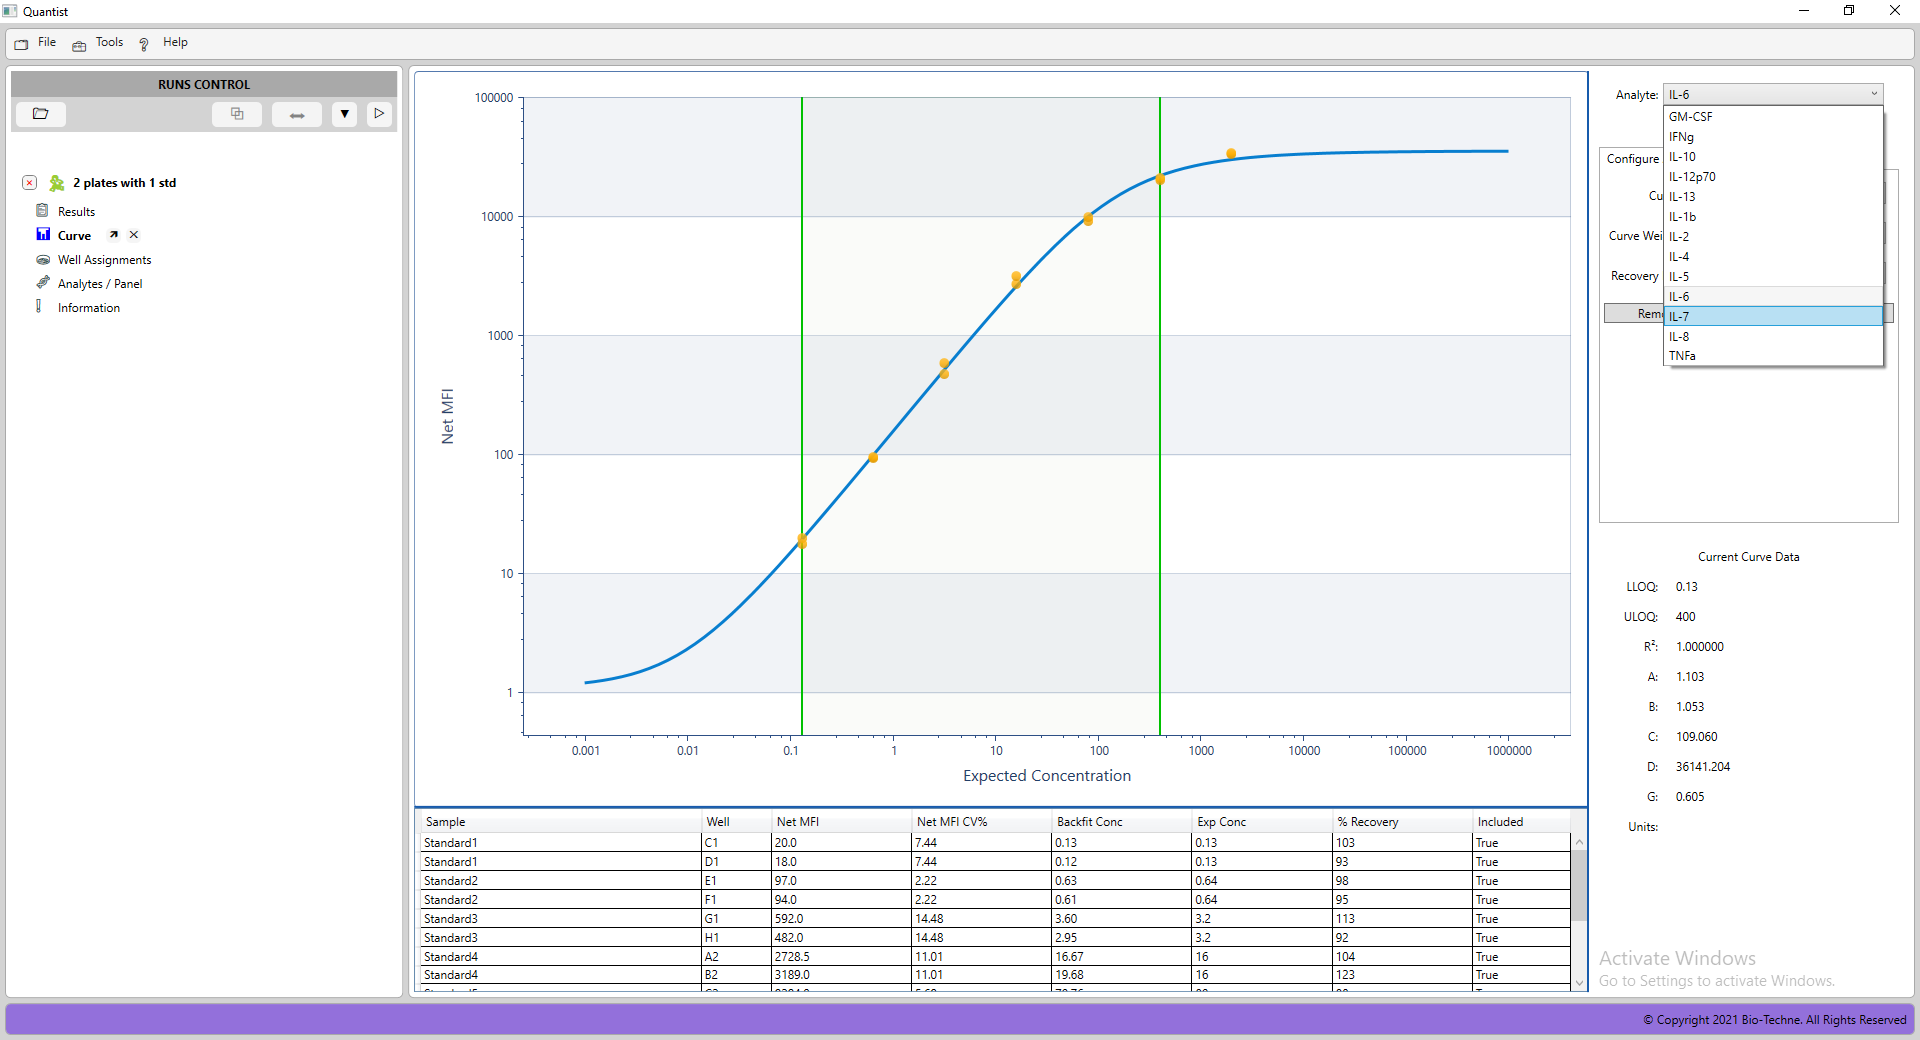 Quantist
File Tools Help
RUNS CONTROL
2 plates with 1 std
Results
Curve
Well Assignments
Analytes / Panel
Information
100000
10000
1000
100
10
1
Net MFI
0.001 0.01 0.1 1 10 100 1000 10000 100000 1000000
Expected Concentration
Sample Well Net MFI Net MFI CV% Backfit Conc Exp Conc % Recovery Included
Standard1 C1 20.0 7.44 0.13 0.13 103 True
Standard1 D1 18.0 7.44 0.12 0.13 93 True
Standard2 E1 97.0 2.22 0.63 0.64 98 True
Standard2 F1 94.0 2.22 0.61 0.64 95 True
Standard3 G1 592.0 14.48 3.60 3.2 113 True
Standard3 H1 482.0 14.48 2.95 3.2 92 True
Standard4 A2 2728.5 11.01 16.67 16 104 True
Standard4 B2 3189.0 11.01 19.68 16 123 True
Analyte: IL-6
GM-CSF
IFNg
IL-10
IL-12p70
IL-13
IL-1b
IL-2
IL-4
IL-5
IL-6
IL-7
IL-8
TNFa
Configure
Cu
Curve Wei
Recovery
Rem
Current Curve Data
LLOQ: 0.13
ULOQ: 400
R²: 1.000000
A: 1.103
B: 1.053
C: 109.060
D: 36141.204
G: 0.605
Units:
Activate Windows
Go to Settings to activate Windows.
© Copyright 2021 Bio-Techne. All Rights Reserved